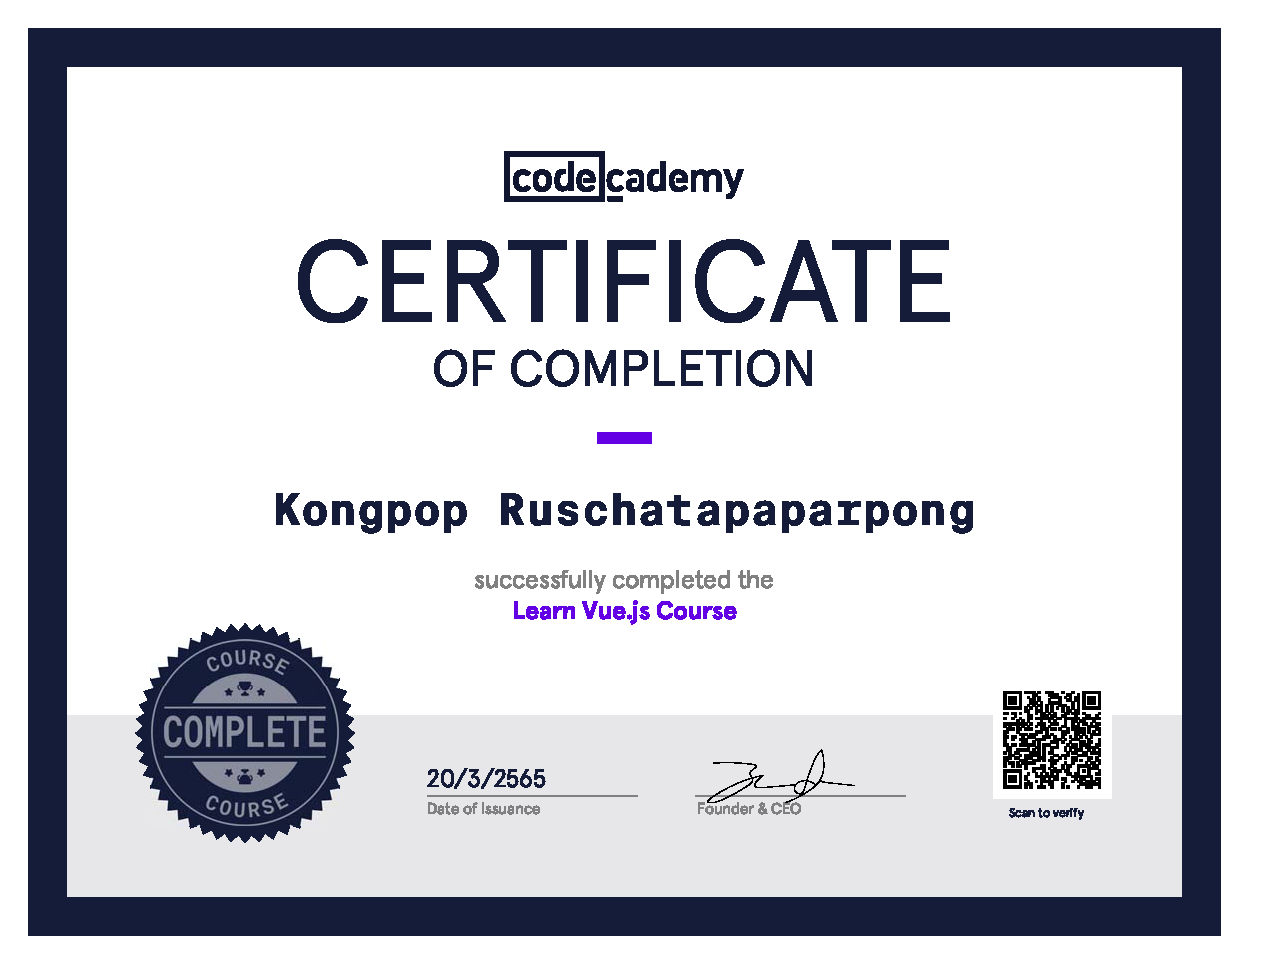 codecademy
CERTIFICATE
OF COMPLETION
Kongpop Ruschatapaparpong
successfully completed the
Learn Vue.js Course
COURSE
COMPLETE
COURSE
20/3/2565
Date of Issuance
Founder & CEO
Scan to verify